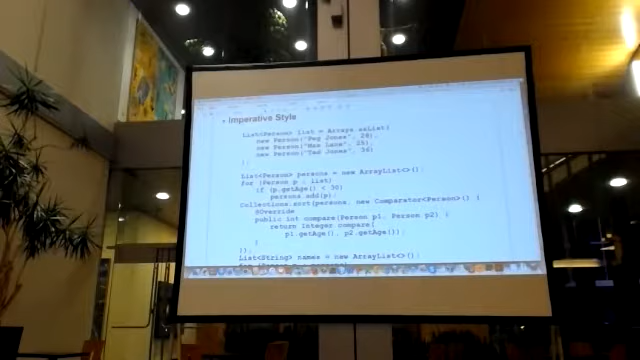 • Imperative Style
List<Person> list = Arrays.asList(
new Person("Peg Jones", 28),
new Person("Max Lane", 25),
new Person("Tad Jones", 36)
);
List<Person> persons = new ArrayList<>();
for (Person p : list)
if (p.getAge() < 30)
persons.add(p);
Collections.sort(persons, new Comparator<Person>() {
@Override
public int compare(Person p1, Person p2) {
return Integer.compare(
p1.getAge(), p2.getAge());
}
});
List<String> names = new ArrayList<>();